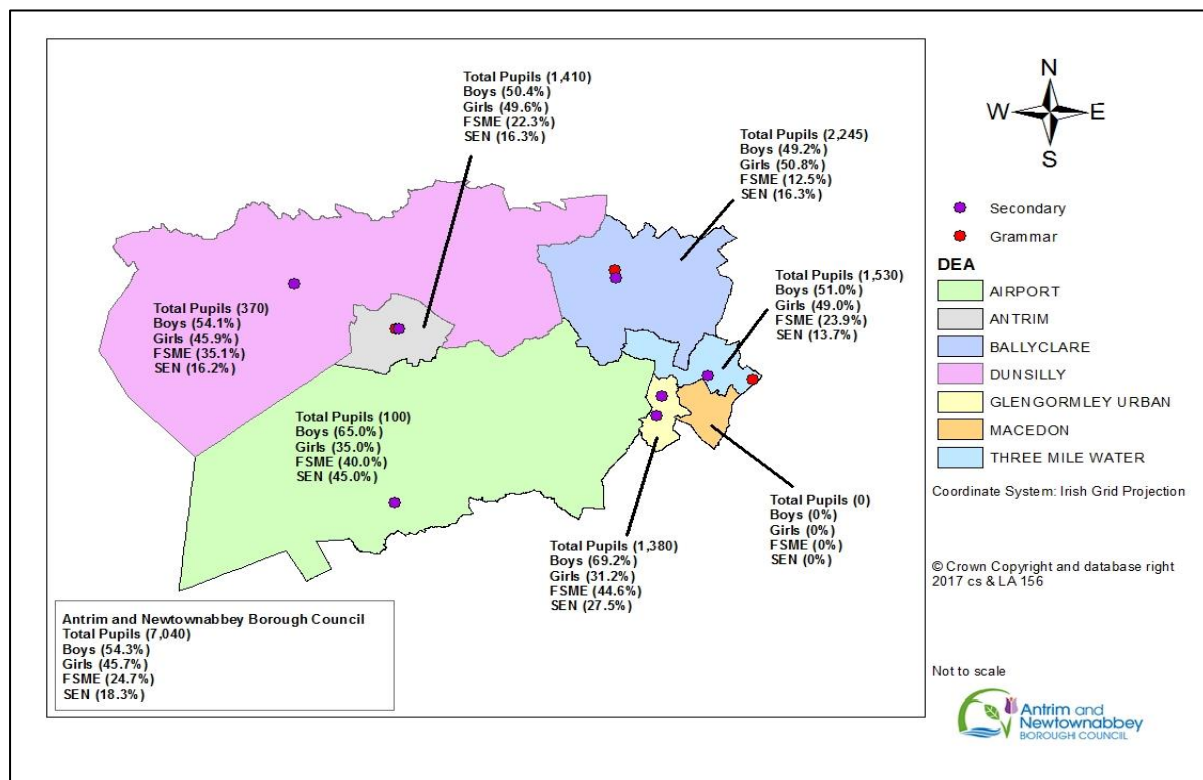 Total Pupils (1,410)
Boys (50.4%)
Girls (49.6%)
FSME (22.3%)
SEN (16.3%)
Total Pupils (2,245)
Boys (49.2%)
Girls (50.8%)
FSME (12.5%)
SEN (16.3%)
Total Pupils (1,530)
Boys (51.0%)
Girls (49.0%)
FSME (23.9%)
SEN (13.7%)
Total Pupils (370)
Boys (54.1%)
Girls (45.9%)
FSME (35.1%)
SEN (16.2%)
Total Pupils (100)
Boys (65.0%)
Girls (35.0%)
FSME (40.0%)
SEN (45.0%)
Total Pupils (0)
Boys (0%)
Girls (0%)
FSME (0%)
SEN (0%)
Total Pupils (1,380)
Boys (69.2%)
Girls (31.2%)
FSME (44.6%)
SEN (27.5%)
Antrim and Newtownabbey Borough Council
Total Pupils (7,040)
Boys (54.3%)
Girls (45.7%)
FSME (24.7%)
SEN (18.3%)
N
W E
S
Secondary
Grammar
DEA
AIRPORT
ANTRIM
BALLYCLARE
DUNSILLY
GLENGORMLEY URBAN
MACEDON
THREE MILE WATER
Coordinate System: Irish Grid Projection
© Crown Copyright and database right
2017 cs & LA 156
Not to scale
Antrim and
Newtownabbey
BOROUGH COUNCIL